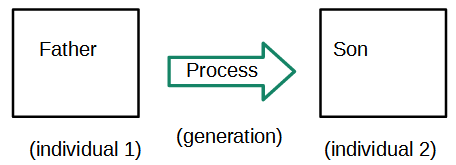 Father
Process
Son
(individual 1)
(generation)
(individual 2)